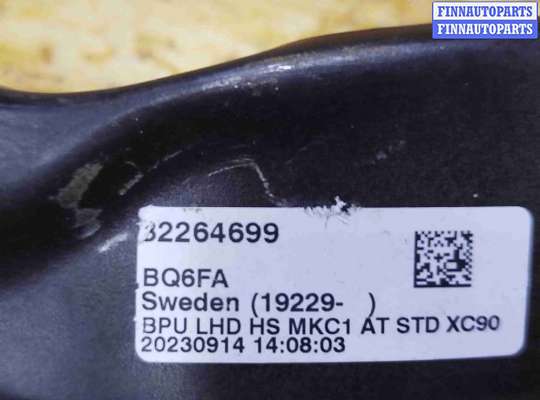 FINNAUTOPARTS
FINNAUTOPARTS
32264699
BQ6FA
Sweden (19229- )
BPU LHD HS MKC1 AT STD XC90
20230914 14:08:03